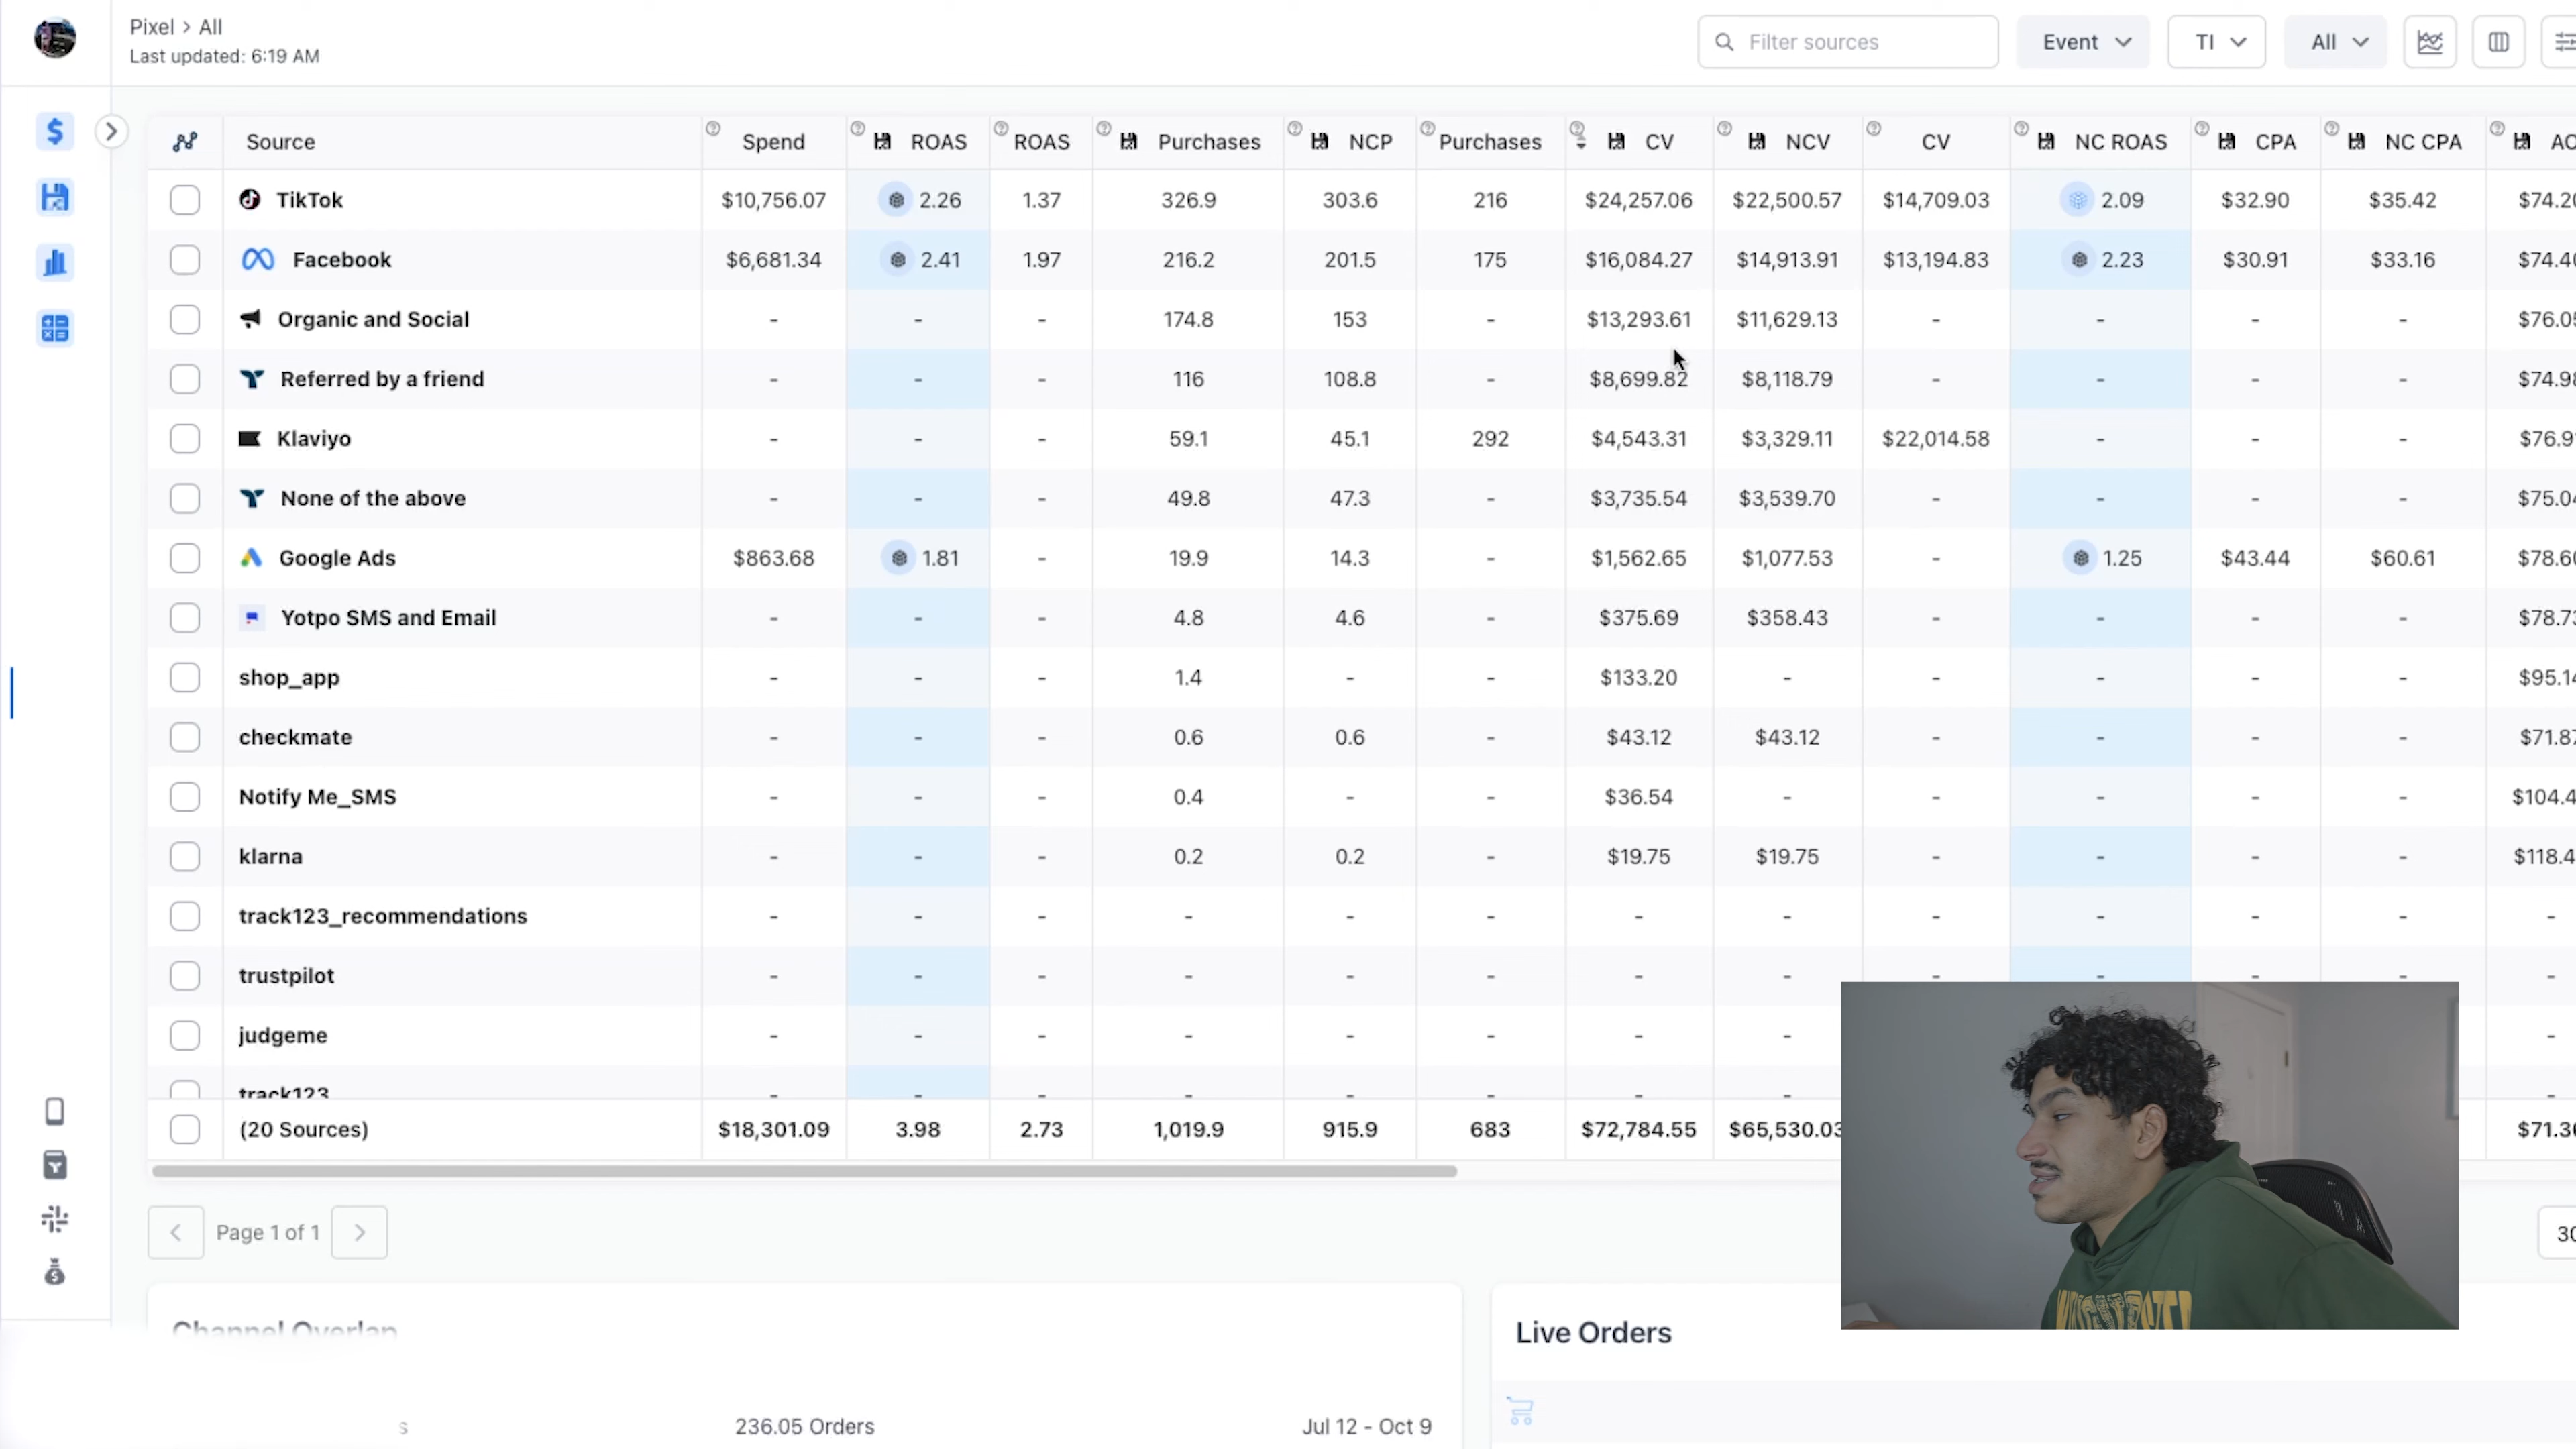 Pixel > All
Last updated: 6:19 AM
Filter sources
Event
TI
All
Source Spend ROAS ROAS Purchases NCP Purchases CV NCV CV NC ROAS CPA NC CPA
TikTok $10,756.07 2.26 1.37 326.9 303.6 216 $24,257.06 $22,500.57 $14,709.03 2.09 $32.90 $35.42
Facebook $6,681.34 2.41 1.97 216.2 201.5 175 $16,084.27 $14,913.91 $13,194.83 2.23 $30.91 $33.16
Organic and Social - - - 174.8 153 - $13,293.61 $11,629.13 - - - -
Referred by a friend - - - 116 108.8 - $8,699.82 $8,118.79 - - - -
Klaviyo - - - 59.1 45.1 292 $4,543.31 $3,329.11 $22,014.58 - - -
None of the above - - - 49.8 47.3 - $3,735.54 $3,539.70 - - - -
Google Ads $863.68 1.81 - 19.9 14.3 - $1,562.65 $1,077.53 - 1.25 $43.44 $60.61
Yotpo SMS and Email - - - 4.8 4.6 - $375.69 $358.43 - - - -
shop_app - - - 1.4 - - $133.20 - - - - -
checkmate - - - 0.6 0.6 - $43.12 $43.12 - - - -
Notify Me_SMS - - - 0.4 - - $36.54 - - - - -
klarna - - - 0.2 0.2 - $19.75 $19.75 - - - -
track123_recommendations - - - - - - - - - - - - -
trustpilot - - - - - - - - - - - - -
judgeme - - - - - - - - -
track123 - - - - - - - - -
(20 Sources) $18,301.09 3.98 2.73 1,019.9 915.9 683 $72,784.55 $65,530.03
Page 1 of 1
Channel Overlap
Live Orders
236.05 Orders
Jul 12 - Oct 9